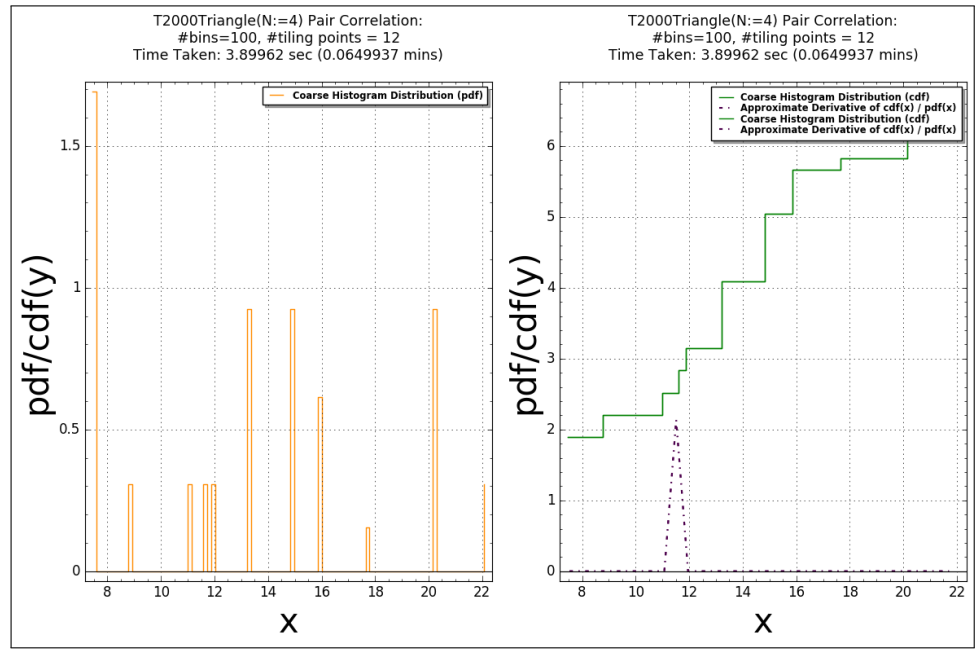 T2000Triangle(N:=4) Pair Correlation:
#bins=100, #tiling points = 12
Time Taken: 3.89962 sec (0.0649937 mins)
Coarse Histogram Distribution (pdf)
1.5
1
0.5
0
pdf/cdf(y)
8 10 12 14 16 18 20 22
x
T2000Triangle(N:=4) Pair Correlation:
#bins=100, #tiling points = 12
Time Taken: 3.89962 sec (0.0649937 mins)
Coarse Histogram Distribution (cdf)
Approximate Derivative of cdf(x) / pdf(x)
Coarse Histogram Distribution (cdf)
Approximate Derivative of cdf(x) / pdf(x)
6
5
4
3
2
1
0
pdf/cdf(y)
8 10 12 14 16 18 20 22
x